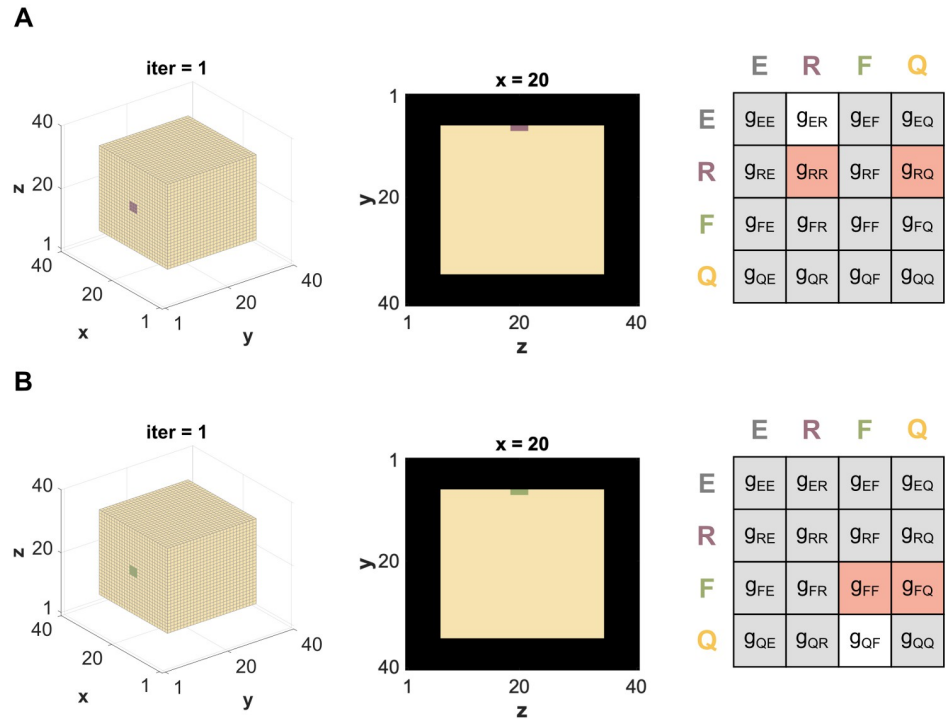 A
iter = 1
40
20
1
z
40
20
1
x
1
20
40
y
x = 20
1
20
40
y
1
20
40
z
E R F Q
E gEE gER gEF gEQ
R gRE gRR gRF gRQ
F gFE gFR gFF gFQ
Q gQE gQR gQF gQQ
B
iter = 1
40
20
1
z
40
20
1
x
1
20
40
y
x = 20
1
20
40
y
1
20
40
z
E R F Q
E gEE gER gEF gEQ
R gRE gRR gRF gRQ
F gFE gFR gFF gFQ
Q gQE gQR gQF gQQ